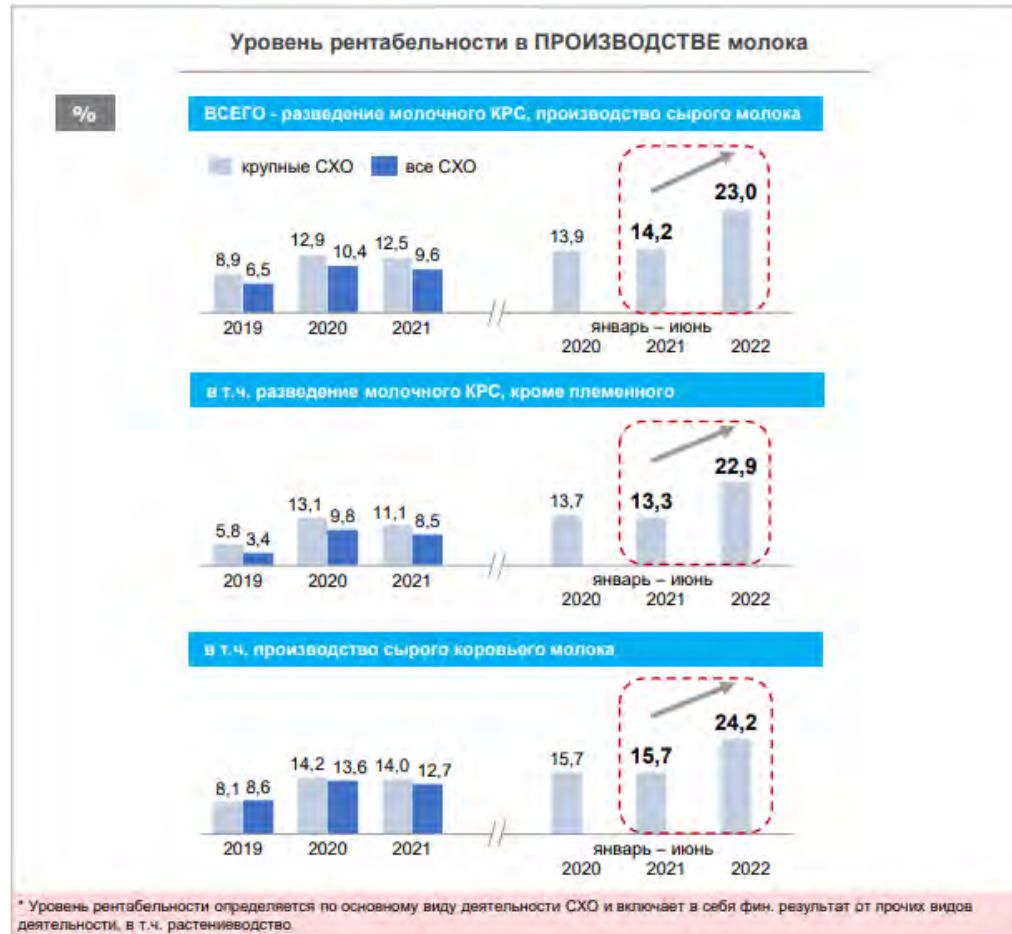 Уровень рентабельности в ПРОИЗВОДСТВЕ молока
%
ВСЕГО - разведение молочного КРС, производство сырого молока
крупные СХО все СХО
8,9 6,5 12,9 10,4 12,5 9,6 13,9 14,2 23,0
2019 2020 2021 // январь – июнь
2020 2021 2022
в т.ч. разведение молочного КРС, кроме племенного
5,8 3,4 13,1 9,8 11,1 8,5 13,7 13,3 22,9
2019 2020 2021 // январь – июнь
2020 2021 2022
в т.ч. производство сырого коровьего молока
8,1 8,6 14,2 13,6 14,0 12,7 15,7 15,7 24,2
2019 2020 2021 // январь – июнь
2020 2021 2022
* Уровень рентабельности определяется по основному виду деятельности СХО и включает в себя фин. результат от прочих видов
деятельности, в т.ч. растениеводство